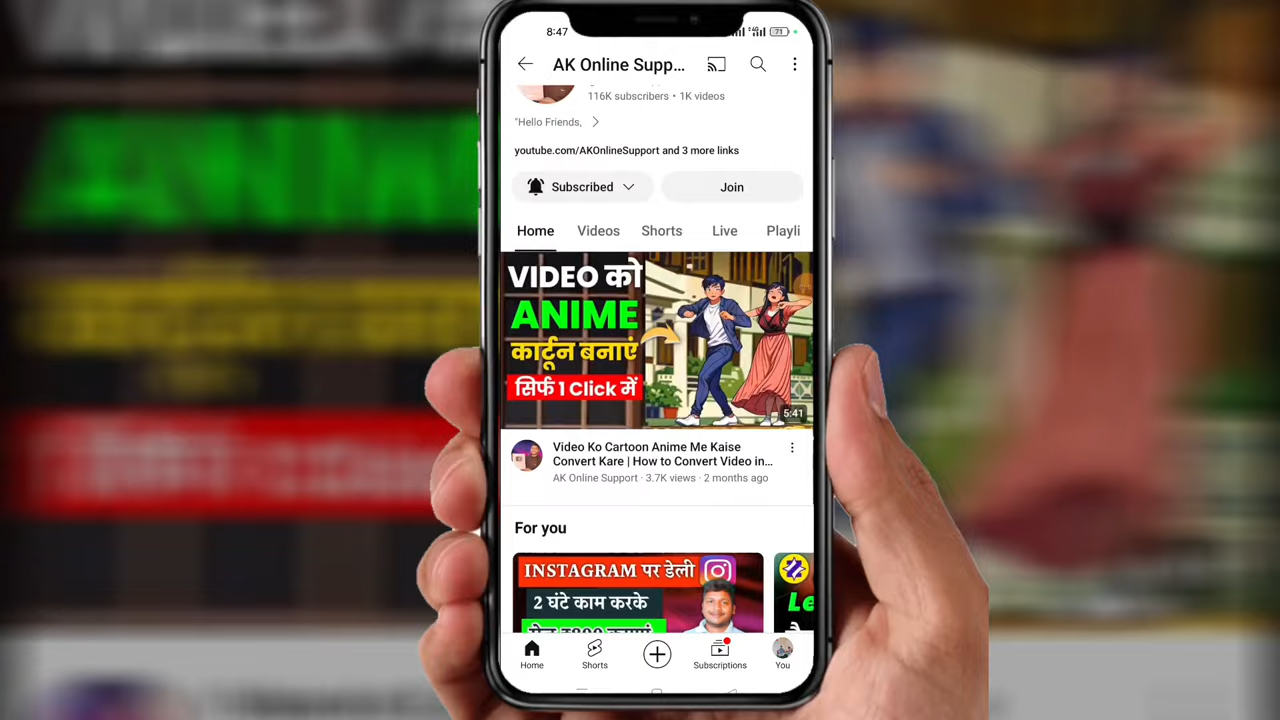 8:47
71
AK Online Supp...
116K subscribers • 1K videos
"Hello Friends,
youtube.com/AKOnlineSupport and 3 more links
Subscribed
Join
Home Videos Shorts Live Playli
VIDEO को
ANIME
कार्टून बनाएं
सिर्फ 1 Click में
5:41
Video Ko Cartoon Anime Me Kaise
Convert Kare | How to Convert Video in...
AK Online Support · 3.7K views · 2 months ago
For you
INSTAGRAM पर डेली
2 घंटे काम करके
Le
Home Shorts Subscriptions You